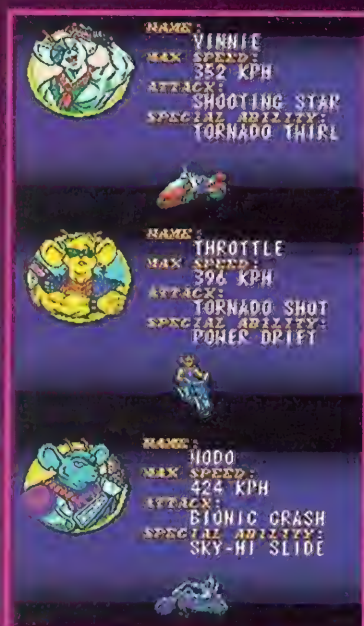 NAME:
VINNIE
MAX SPEED:
352 KPH
ATTACK:
SHOOTING STAR
SPECIAL ABILITY:
TORNADO THIRL
NAME:
THROTTLE
MAX SPEED:
396 KPH
ATTACK:
TORNADO SHOT
SPECIAL ABILITY:
POWER DRIFT
NAME:
MODO
MAX SPEED:
424 KPH
ATTACK:
BIONIC CRASH
SPECIAL ABILITY:
SKY-HI SLIDE